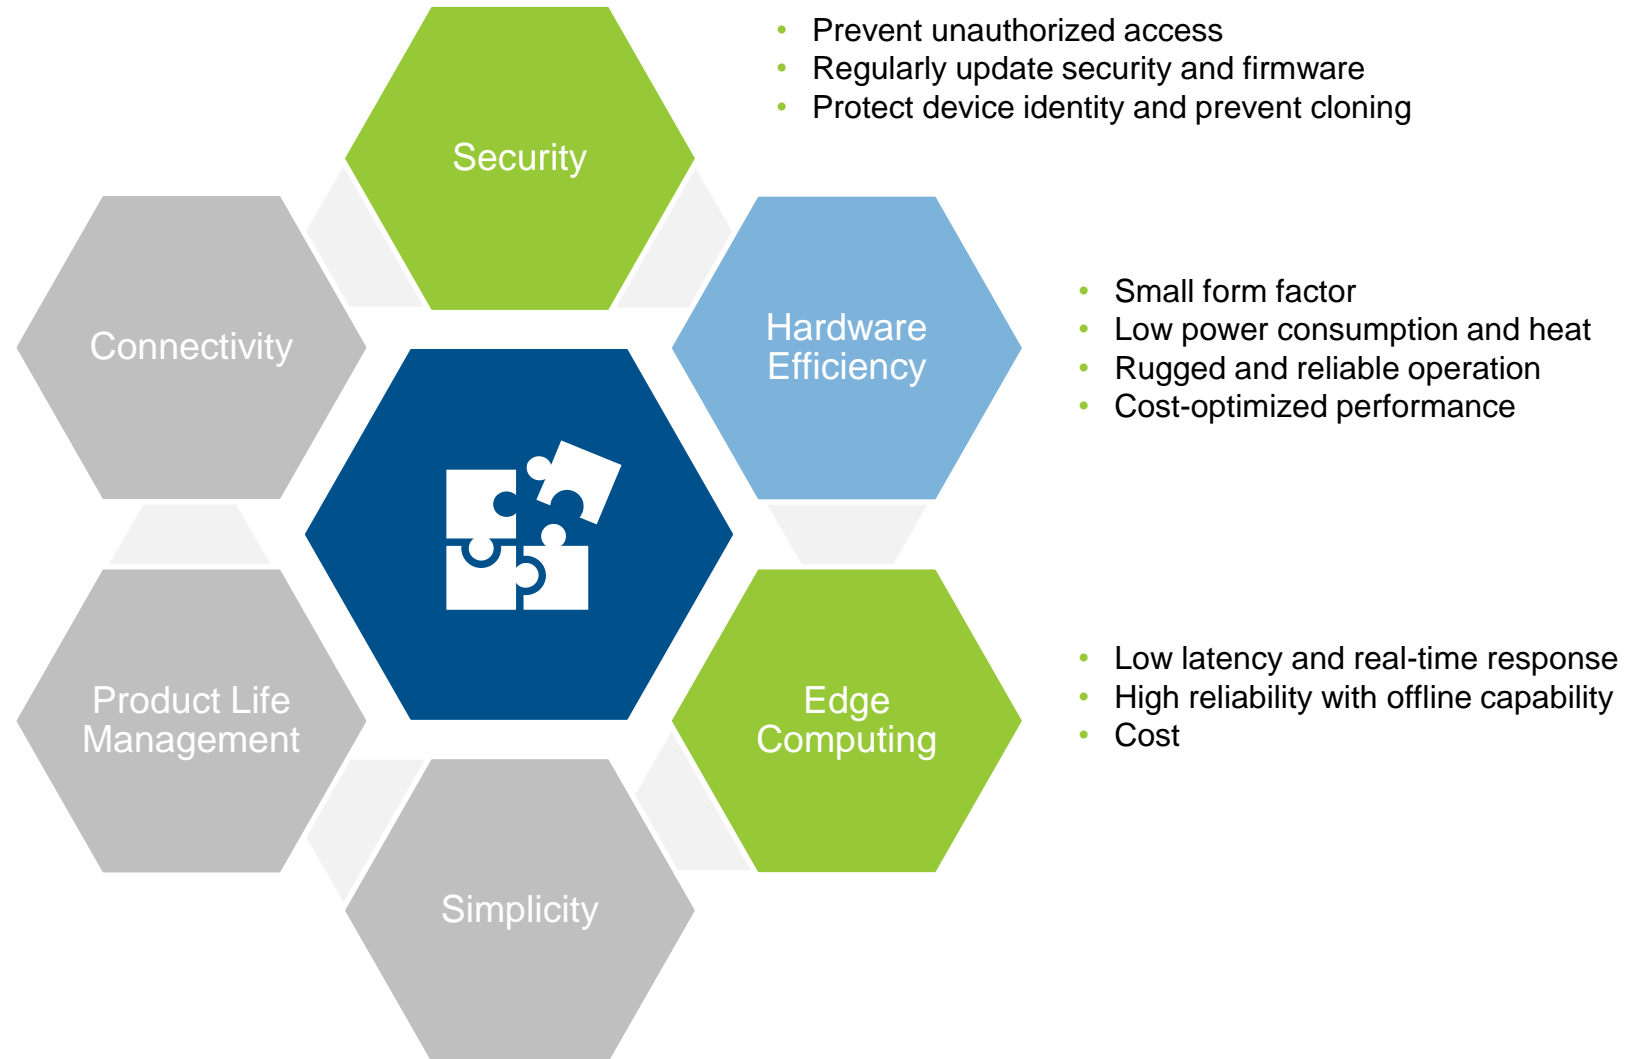 • Prevent unauthorized access
• Regularly update security and firmware
• Protect device identity and prevent cloning
Security
Connectivity
Hardware
Efficiency
• Small form factor
• Low power consumption and heat
• Rugged and reliable operation
• Cost-optimized performance
Product Life
Management
Edge
Computing
• Low latency and real-time response
• High reliability with offline capability
• Cost
Simplicity